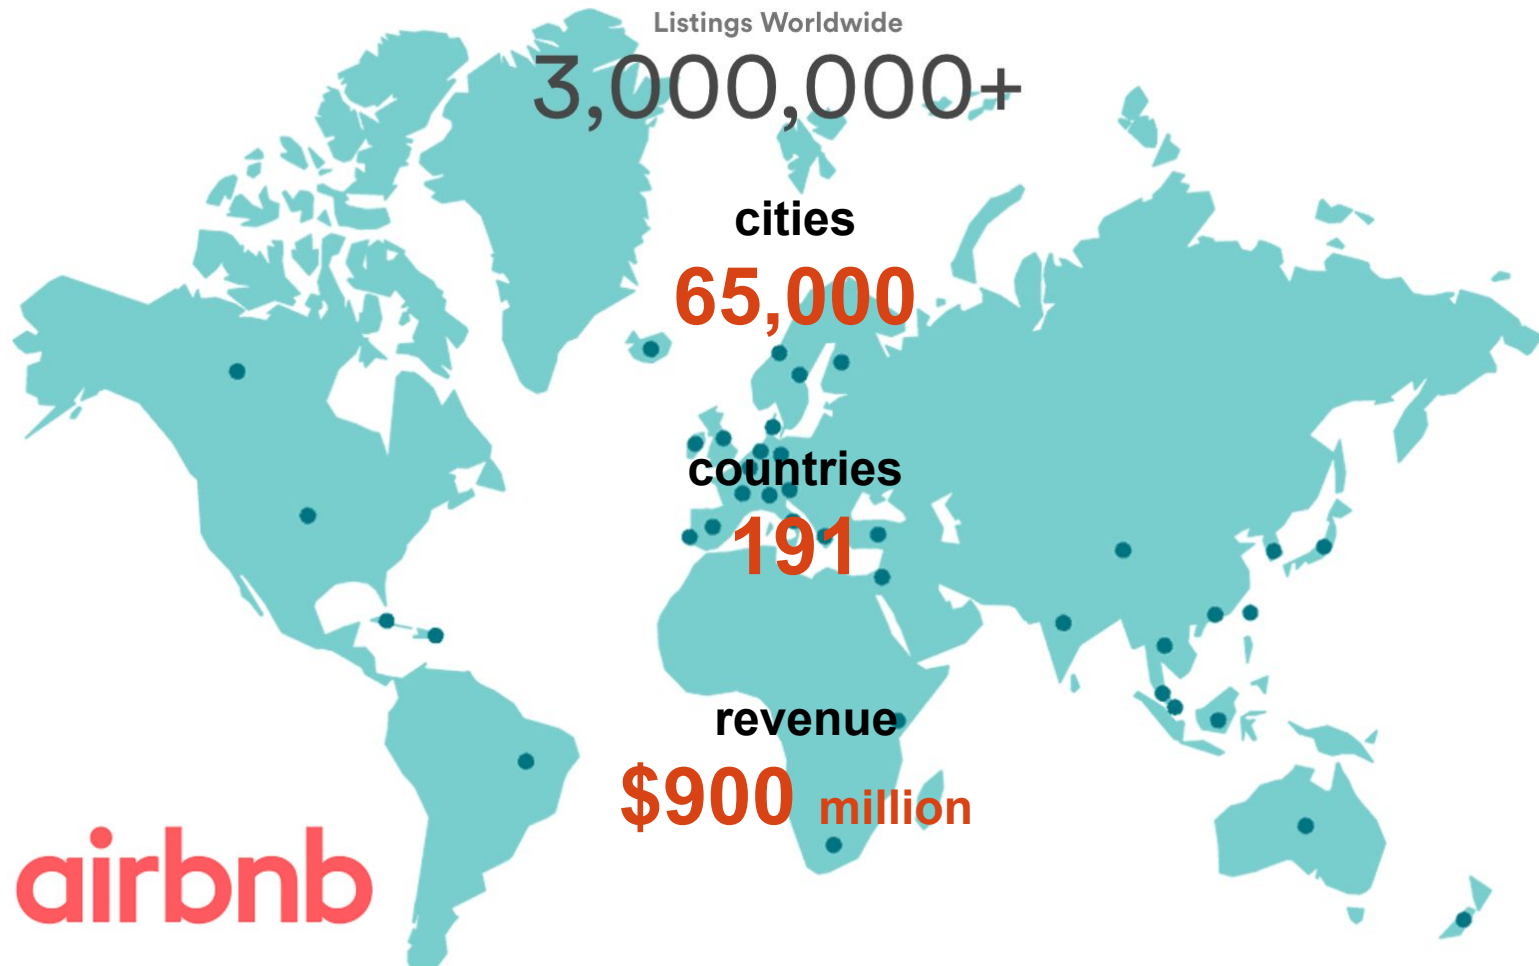 Listings Worldwide
3,000,000+
cities
65,000
countries
191
revenue
$900 million
airbnb